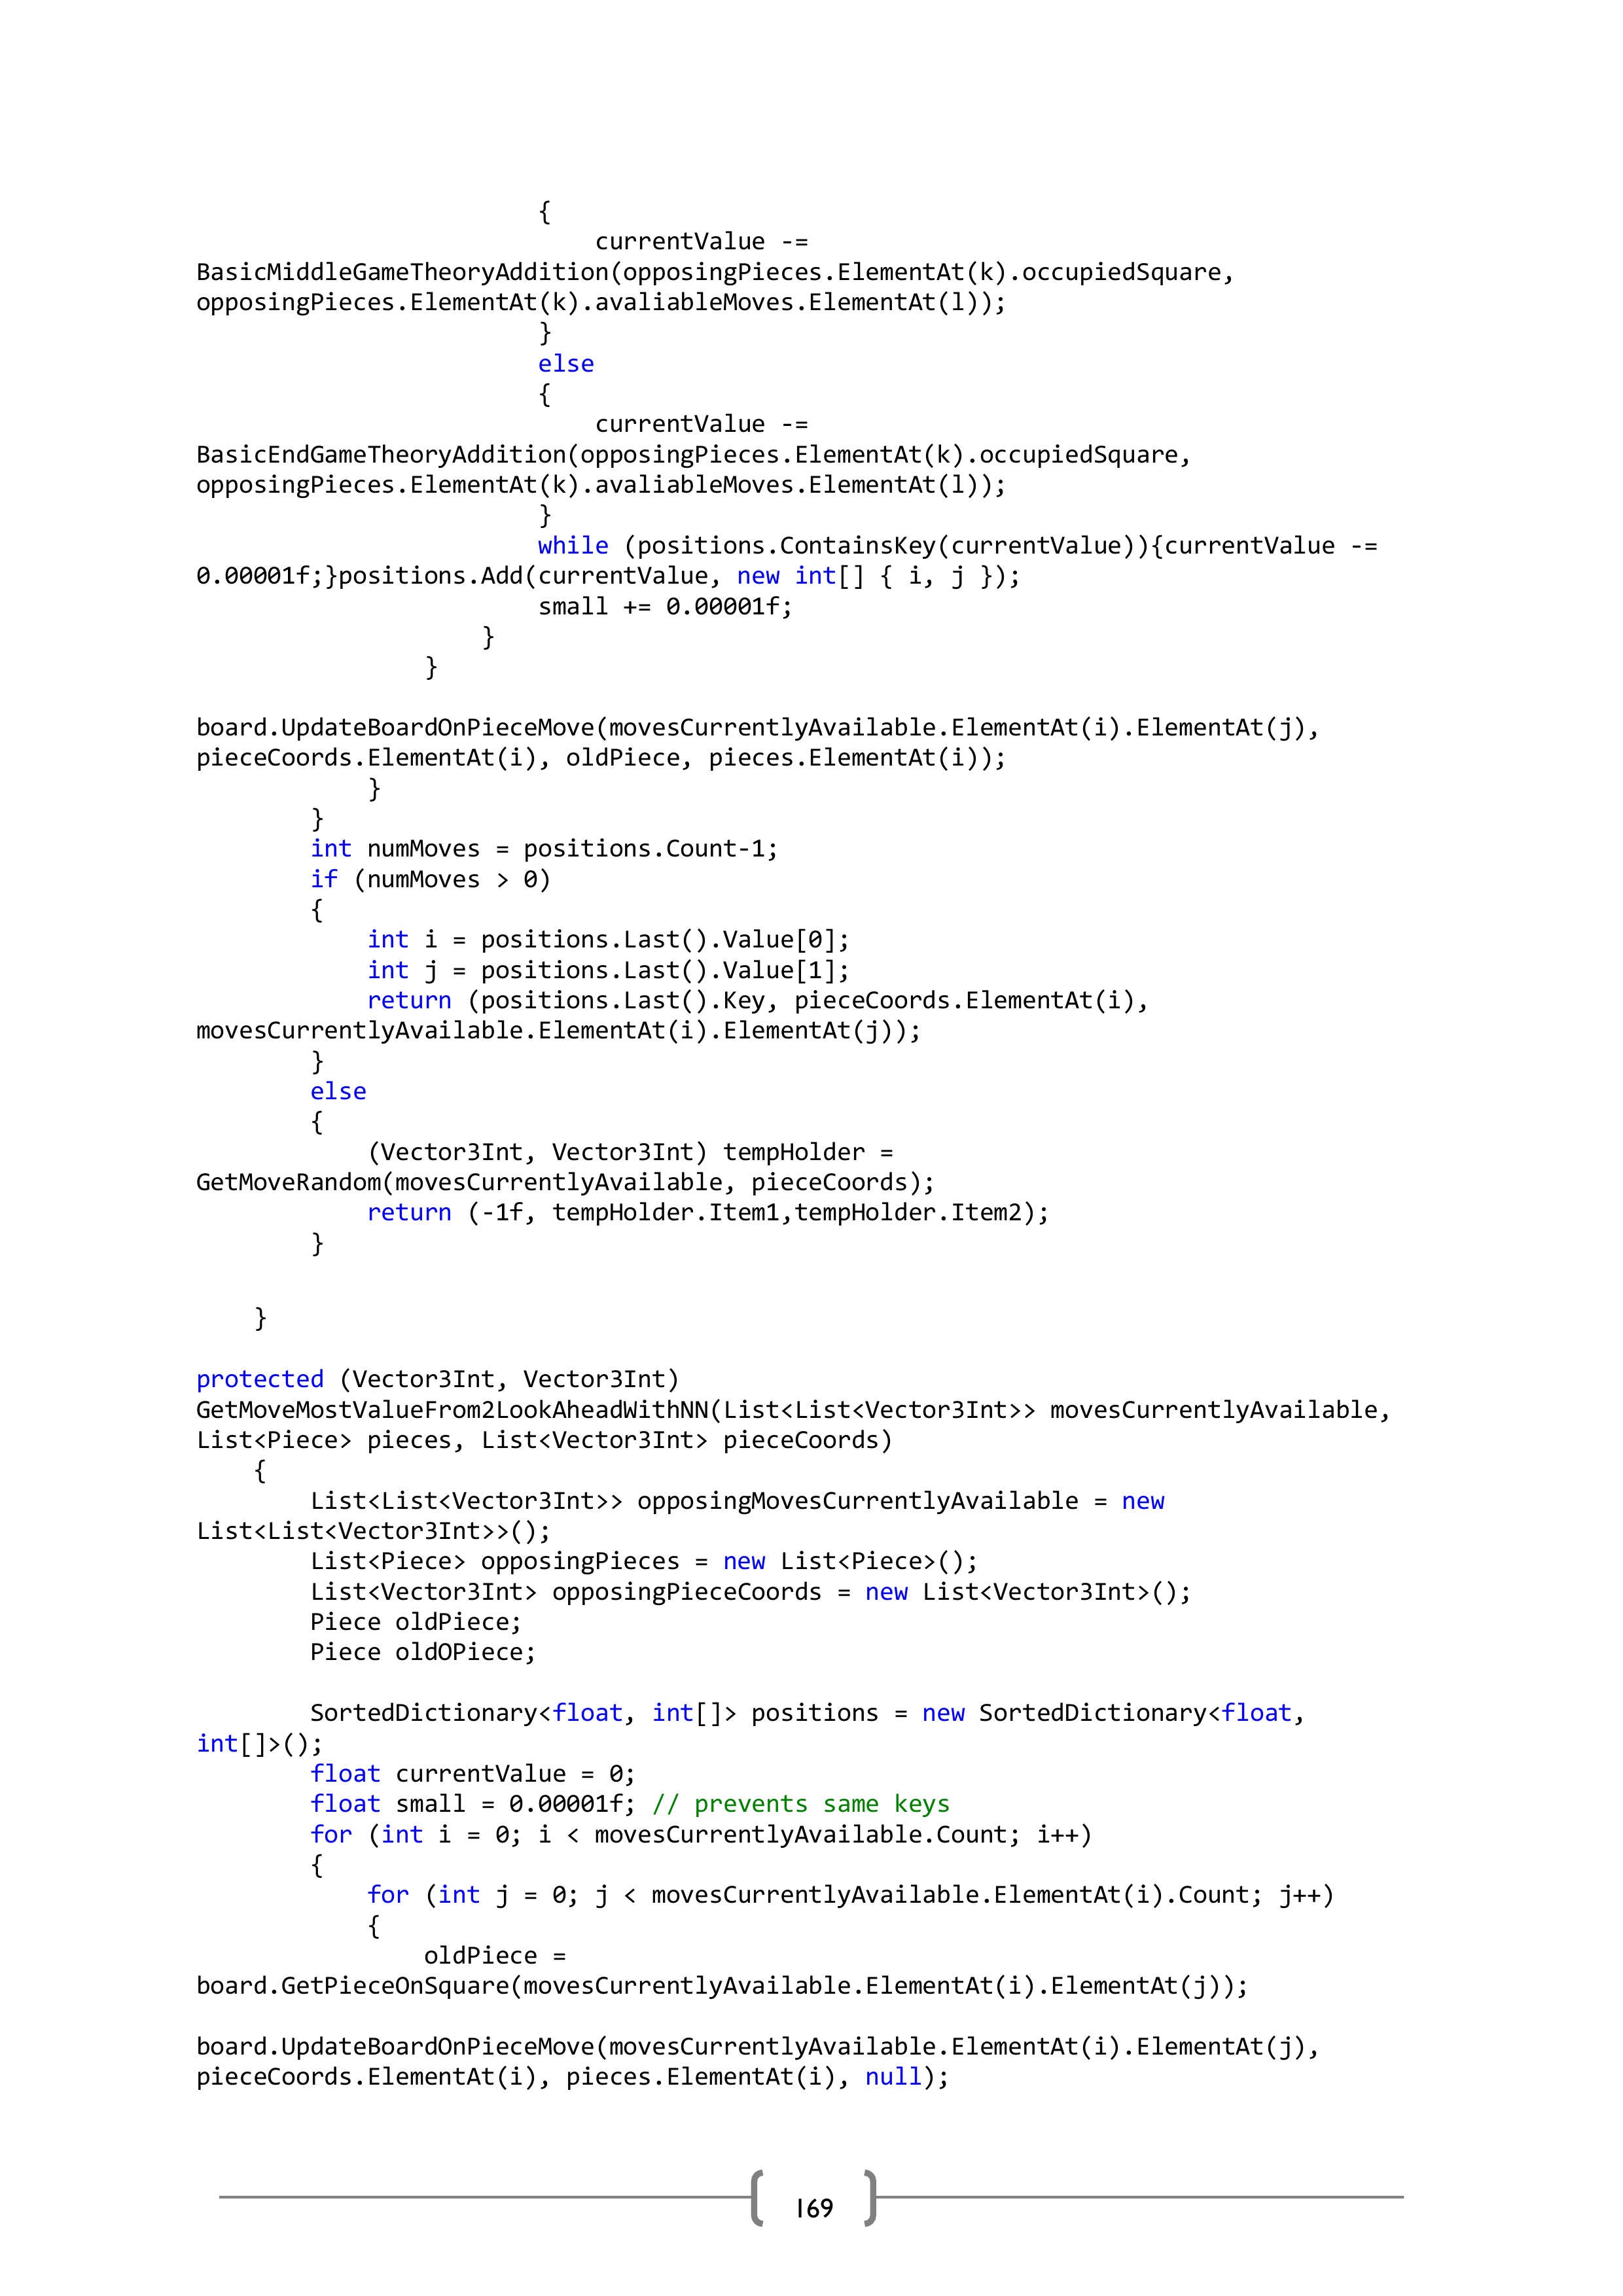 {
currentValue -=
BasicMiddleGameTheoryAddition(opposingPieces.ElementAt(k).occupiedSquare,
opposingPieces.ElementAt(k).avaliableMoves.ElementAt(l));
}
else
{
currentValue -=
BasicEndGameTheoryAddition(opposingPieces.ElementAt(k).occupiedSquare,
opposingPieces.ElementAt(k).avaliableMoves.ElementAt(l));
}
while (positions.ContainsKey(currentValue)){currentValue -=
0.00001f;}positions.Add(currentValue, new int[] { i, j });
small += 0.00001f;
}
}
board.UpdateBoardOnPieceMove(movesCurrentlyAvailable.ElementAt(i).ElementAt(j),
pieceCoords.ElementAt(i), oldPiece, pieces.ElementAt(i));
}
}
int numMoves = positions.Count-1;
if (numMoves > 0)
{
int i = positions.Last().Value[0];
int j = positions.Last().Value[1];
return (positions.Last().Key, pieceCoords.ElementAt(i),
movesCurrentlyAvailable.ElementAt(i).ElementAt(j));
}
else
{
(Vector3Int, Vector3Int) tempHolder =
GetMoveRandom(movesCurrentlyAvailable, pieceCoords);
return (-1f, tempHolder.Item1,tempHolder.Item2);
}
}
protected (Vector3Int, Vector3Int)
GetMoveMostValueFrom2LookAheadWithNN(List<List<Vector3Int>> movesCurrentlyAvailable,
List<Piece> pieces, List<Vector3Int> pieceCoords)
{
List<List<Vector3Int>> opposingMovesCurrentlyAvailable = new
List<List<Vector3Int>>();
List<Piece> opposingPieces = new List<Piece>();
List<Vector3Int> opposingPieceCoords = new List<Vector3Int>();
Piece oldPiece;
Piece oldOPiece;
SortedDictionary<float, int[]> positions = new SortedDictionary<float,
int[]>();
float currentValue = 0;
float small = 0.00001f; // prevents same keys
for (int i = 0; i < movesCurrentlyAvailable.Count; i++)
{
for (int j = 0; j < movesCurrentlyAvailable.ElementAt(i).Count; j++)
{
oldPiece =
board.GetPieceOnSquare(movesCurrentlyAvailable.ElementAt(i).ElementAt(j));
board.UpdateBoardOnPieceMove(movesCurrentlyAvailable.ElementAt(i).ElementAt(j),
pieceCoords.ElementAt(i), pieces.ElementAt(i), null);
169